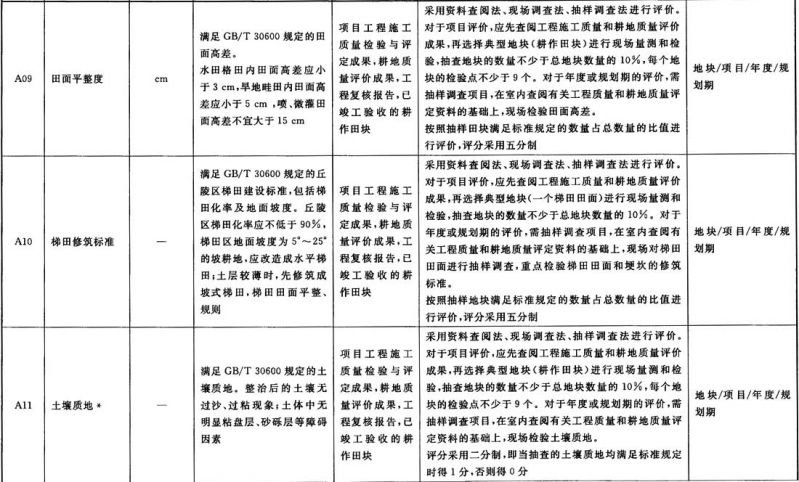 A09
田面平整度
cm
满足 GB/T 30600 规定的田
面高差。
水田格田内田面高差应小
于 3 cm,旱地畦田内田面高
差应小于 5 cm,喷、微灌田
面高差不宜大于 15 cm
项目工程施工
质量检验与评
定成果,耕地质
量评价成果,工
程复核报告,已
竣工验收的耕
作田块
采用资料查阅法、现场调查法、抽样调查法进行评价。
对于项目评价,应先查阅工程施工质量和耕地质量评价
成果,再选择典型地块(耕作田块)进行现场量测和检
验,抽查地块的数量不少于总地块数量的 10%,每个地
块的检验点不少于 9 个。对于年度或规划期的评价,需
抽样调查项目,在室内查阅有关工程质量和耕地质量评
定资料的基础上,现场检验田面高差。
按照抽样田块满足标准规定的数量占总数量的比值进
行评价,评分采用五分制
地块/项目/年度/规
划期
A10
梯田修筑标准
—
满足 GB/T 30600 规定的丘
陵区梯田建设标准,包括梯
田化率及地面坡度。丘陵
区梯田化率应不低于 90%,
梯田区地面坡度为 5°~25°
的坡耕地,应改造成水平梯
田;土层较薄时,先修筑成
坡式梯田,梯田田面平整、
规则
项目工程施工
质量检验与评
定成果,耕地质
量评价成果,工
程复核报告,已
竣工验收的耕
作田块
采用资料查阅法、现场调查法、抽样调查法进行评价。
对于项目评价,应先查阅工程施工质量和耕地质量评价
成果,再选择典型地块(一个梯田田面)进行现场量测和
检验,抽查地块的数量不少于总地块数量的 10%。对于
年度或规划期的评价,需抽样调查项目,在室内查阅有
关工程质量和耕地质量评定资料的基础上,现场对梯田
田面进行抽样调查,重点检验梯田田面和埂坎的修筑
标准。
按照抽样地块满足标准规定的数量占总数量的比值进
行评价,评分采用五分制
地块/项目/年度/规
划期
A11
土壤质地 *
—
满足 GB/T 30600 规定的土
壤质地。整治后的土壤无
过沙、过粘现象;土体中无
明显粘盘层、砂砾层等障碍
因素
项目工程施工
质量检验与评
定成果,耕地质
量评价成果,工
程复核报告,已
竣工验收的耕
作田块
采用资料查阅法、现场调查法、抽样调查法进行评价。
对于项目评价,应先查阅工程施工质量和耕地质量评价
成果,再选择典型地块(耕作田块)进行现场量测和检
验,抽查地块的数量不少于总地块数量的 10%,每个地
块的检验点不少于 9 个。对于年度或规划期的评价,需
抽样调查项目,在室内查阅有关工程质量和耕地质量评
定资料的基础上,现场检验土壤质地。
评分采用二分制,即当抽查的土壤质地均满足标准规定
时得 1 分,否则得 0 分
地块/项目/年度/规
划期